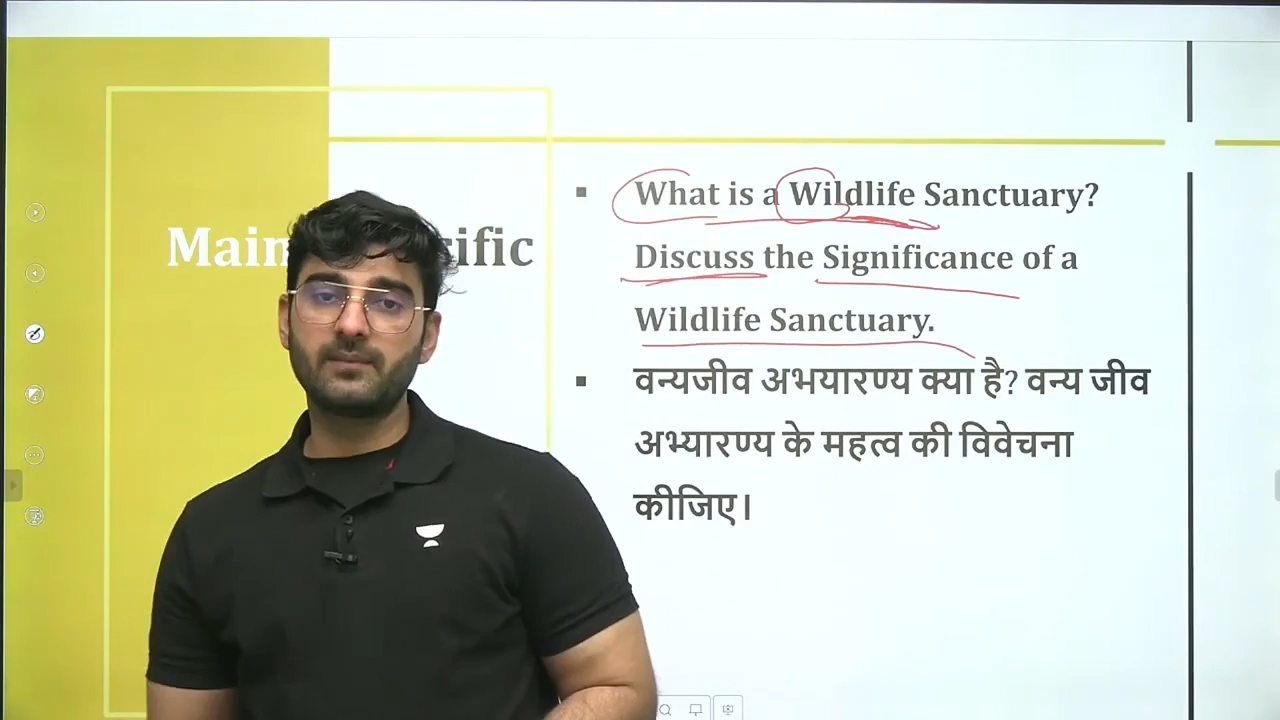 What is a Wildlife Sanctuary?
Discuss the Significance of a
Wildlife Sanctuary.
वन्यजीव अभयारण्य क्या है? वन्य जीव
अभ्यारण्य के महत्व की विवेचना
कीजिए।